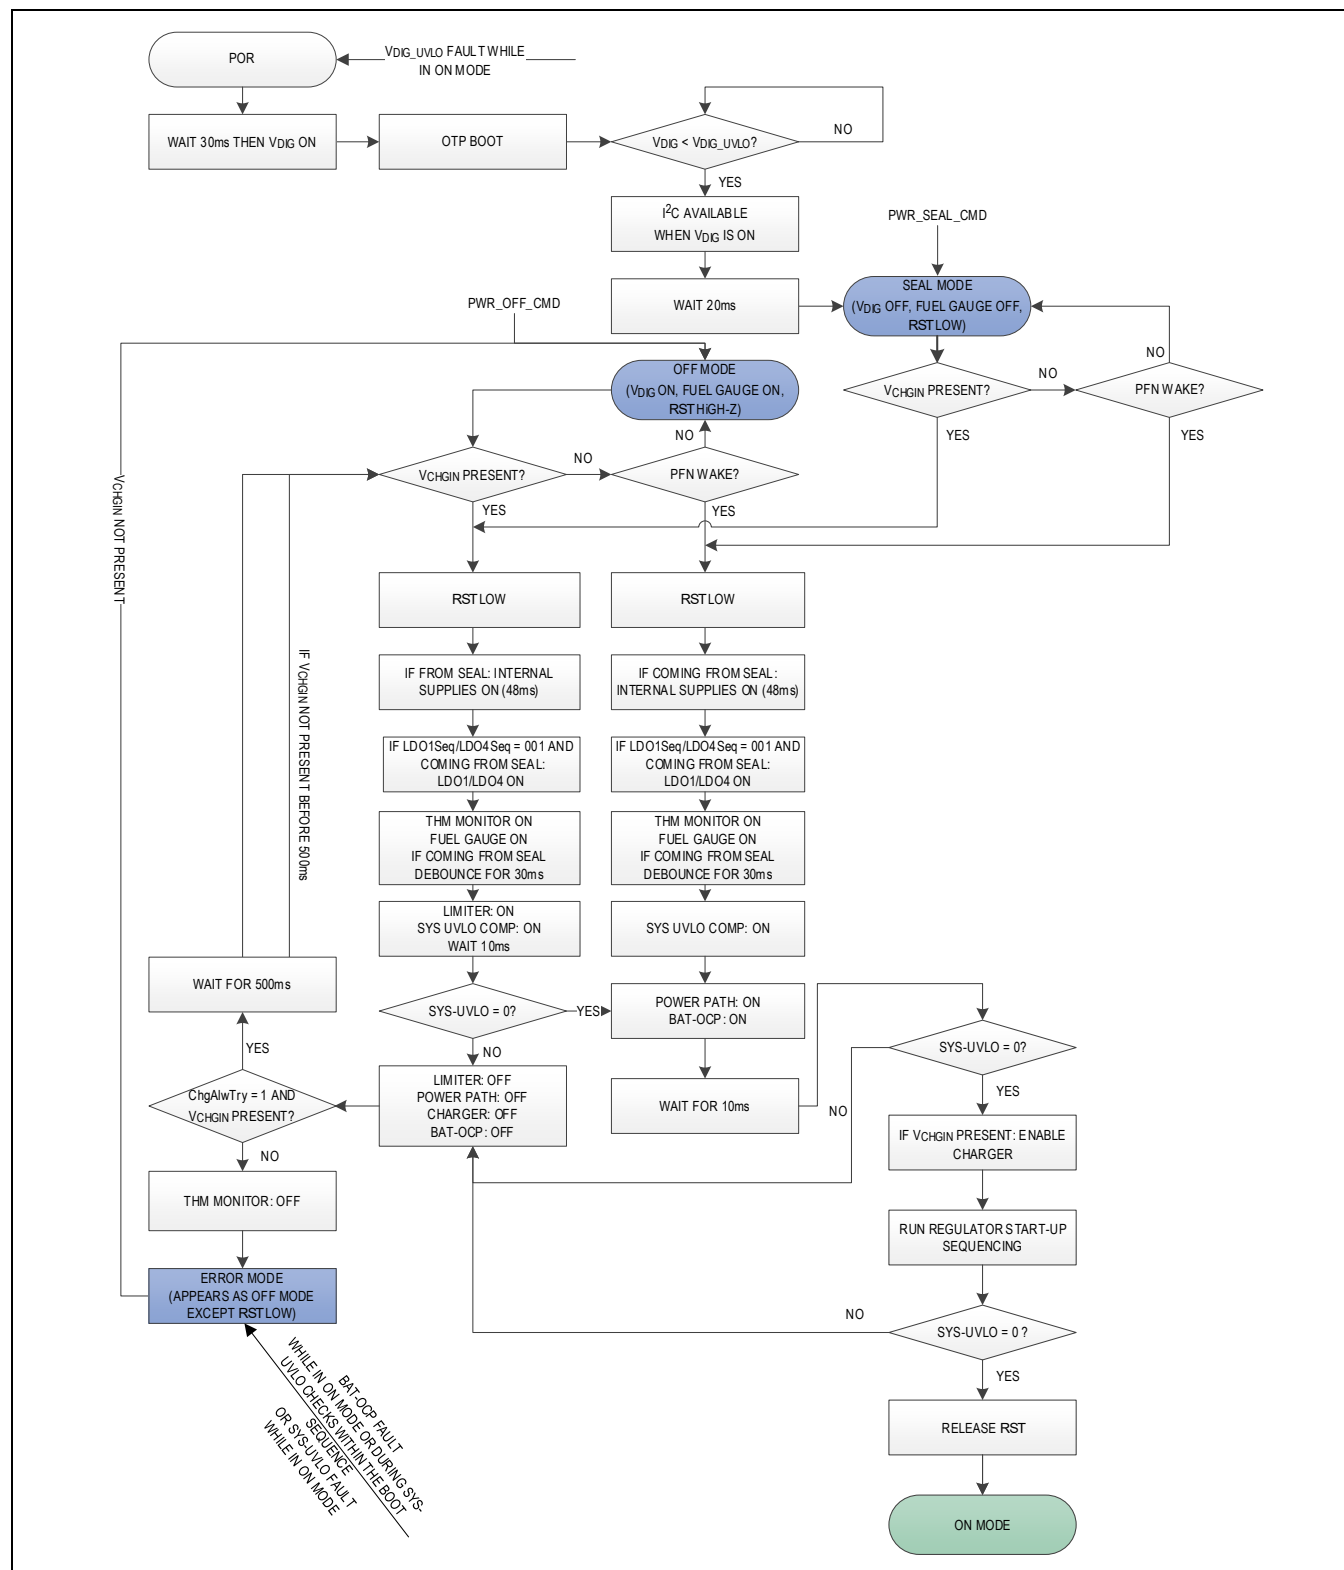 POR
VDIG_UVLO FAULT WHILE
IN ON MODE
WAIT 30ms THEN VDIG ON
OTP BOOT
VDIG < VDIG_UVLO?
NO
YES
I2C AVAILABLE
WHEN VDIG IS ON
PWR_SEAL_CMD
WAIT 20ms
SEAL MODE
(VDIG OFF, FUEL GAUGE OFF,
RST LOW)
PWR_OFF_CMD
OFF MODE
(VDIG ON, FUEL GAUGE ON,
RST HIGH-Z)
NO
VCHGIN PRESENT?
NO
PFN WAKE?
YES
YES
NO
VCHGIN PRESENT?
NO
PFN WAKE?
YES
YES
VCHGIN NOT PRESENT
IF VCHGIN NOT PRESENT BEFORE 500ms
RST LOW
RST LOW
IF FROM SEAL: INTERNAL
SUPPLIES ON (48ms)
IF COMING FROM SEAL:
INTERNAL SUPPLIES ON (48ms)
IF LDO1Seq/LDO4Seq = 001 AND
COMING FROM SEAL:
LDO1/LDO4 ON
IF LDO1Seq/LDO4Seq = 001 AND
COMING FROM SEAL:
LDO1/LDO4 ON
THM MONITOR ON
FUEL GAUGE ON
IF COMING FROM SEAL
DEBOUNCE FOR 30ms
THM MONITOR ON
FUEL GAUGE ON
IF COMING FROM SEAL
DEBOUNCE FOR 30ms
LIMITER: ON
SYS UVLO COMP: ON
WAIT 10ms
SYS UVLO COMP: ON
WAIT FOR 500ms
SYS-UVLO = 0?
YES
POWER PATH: ON
BAT-OCP: ON
NO
YES
SYS-UVLO = 0?
YES
NO
ChgAlwTry = 1 AND
VCHGIN PRESENT?
LIMITER: OFF
POWER PATH: OFF
CHARGER: OFF
BAT-OCP: OFF
WAIT FOR 10ms
IF VCHGIN PRESENT: ENABLE
CHARGER
NO
THM MONITOR: OFF
RUN REGULATOR START-UP
SEQUENCING
ERROR MODE
(APPEARS AS OFF MODE
EXCEPT RST LOW)
NO
SYS-UVLO = 0 ?
YES
BAT-OCP FAULT
WHILE IN ON MODE OR DURING SYS-
UVLO CHECKS WITHIN THE BOOT
SEQUENCE
OR SYS-UVLO FAULT
WHILE IN ON MODE
RELEASE RST
ON MODE